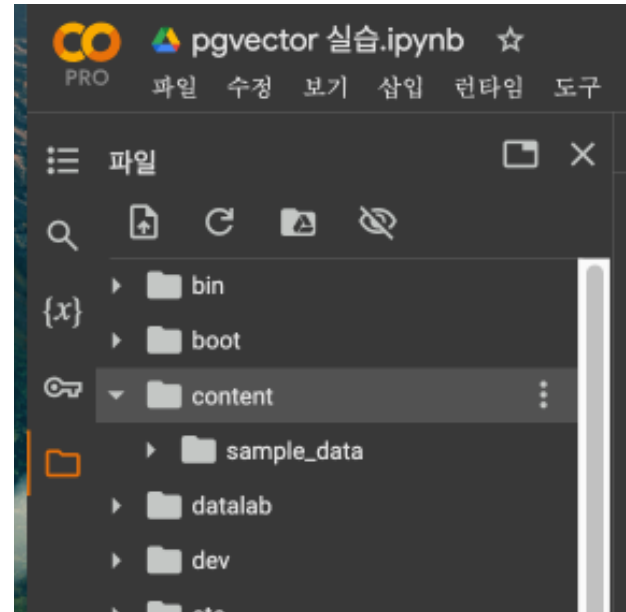 CO pgvector 실습.ipynb
PRO 파일 수정 보기 삽입 런타임 도구
파일
{x}
bin
boot
content
sample_data
datalab
dev